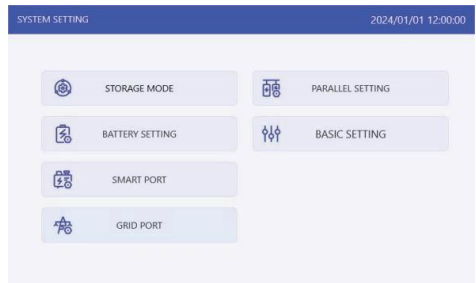 SYSTEM SETTING 2024/01/01 12:00:00
STORAGE MODE PARALLEL SETTING
BATTERY SETTING BASIC SETTING
SMART PORT
GRID PORT